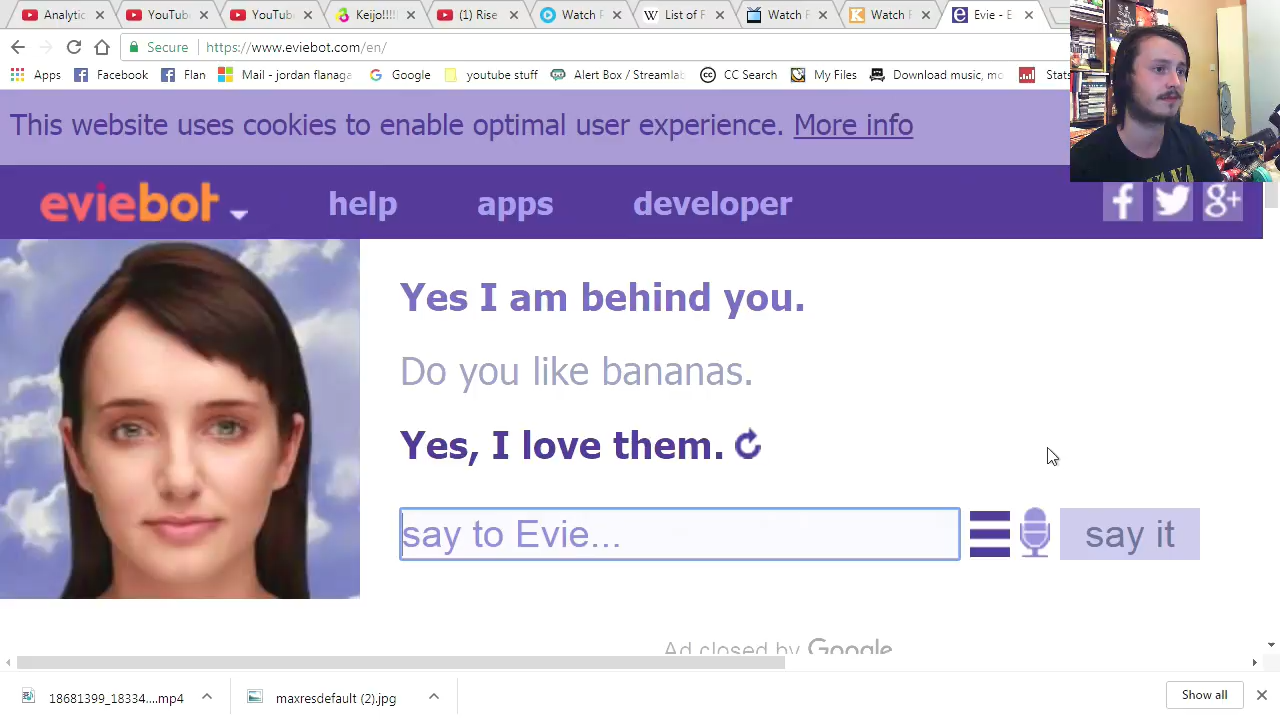 Analytic
YouTube
YouTube
Keijo!!!!
(1) Rise
Watch
List of F
Watch F
Watch
Evie - E
Secure
https://www.eviebot.com/en/
Apps
Facebook
Flan
Mail - jordan flanage
Google
youtube stuff
Alert Box / Streamlab
CC Search
My Files
Download music, mo
Stats
This website uses cookies to enable optimal user experience. More info
eviebot
help
apps
developer
Yes I am behind you.
Do you like bananas.
Yes, I love them.
say to Evie...
say it
Ad closed by Google
18681399_18334....mp4
maxresdefault (2).jpg
Show all